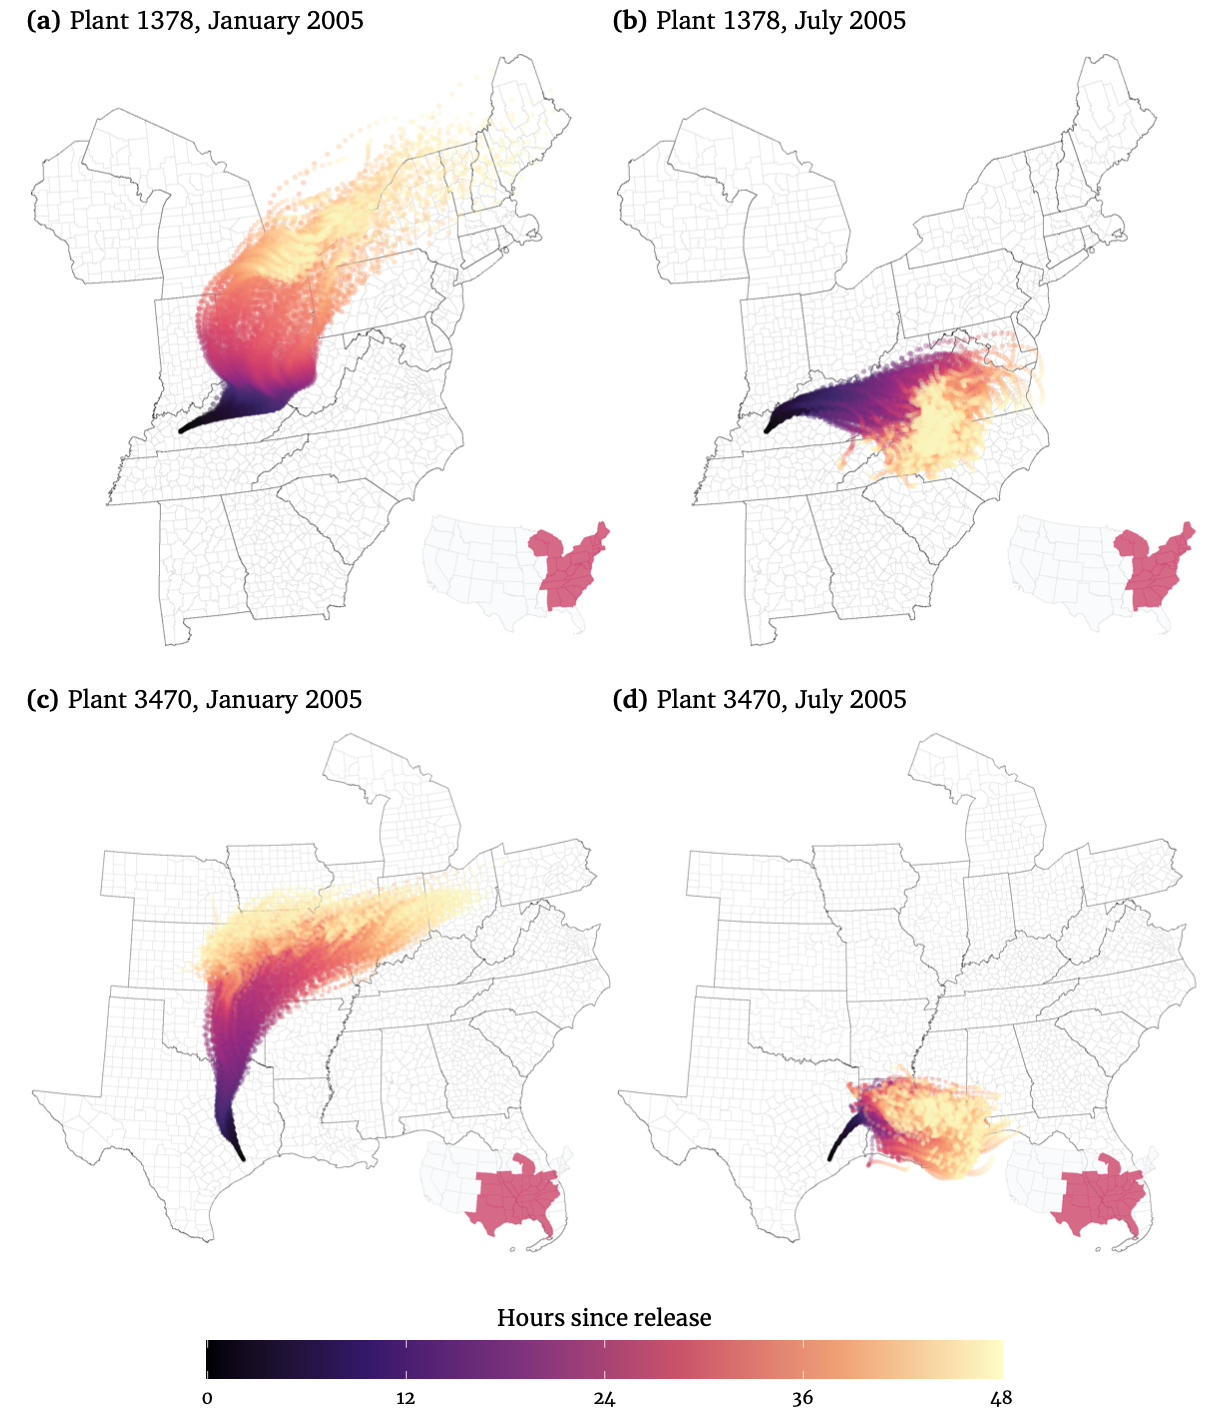 (a) Plant 1378, January 2005
(b) Plant 1378, July 2005
(c) Plant 3470, January 2005
(d) Plant 3470, July 2005
Hours since release
0 12 24 36 48